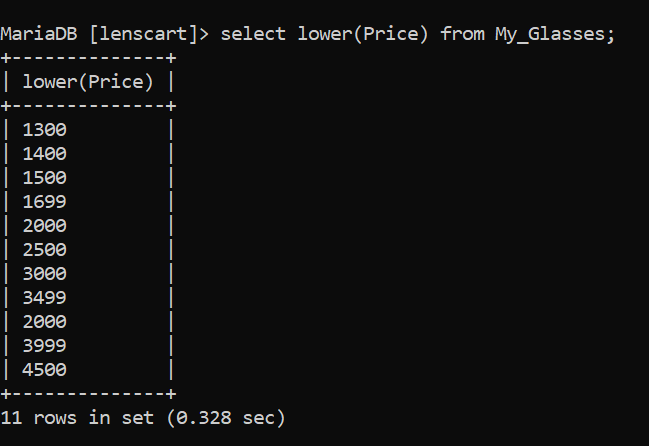 MariaDB [lenscart]> select lower(Price) from My_Glasses;
+--------------+
| lower(Price) |
+--------------+
| 1300         |
| 1400         |
| 1500         |
| 1699         |
| 2000         |
| 2500         |
| 3000         |
| 3499         |
| 2000         |
| 3999         |
| 4500         |
+--------------+
11 rows in set (0.328 sec)